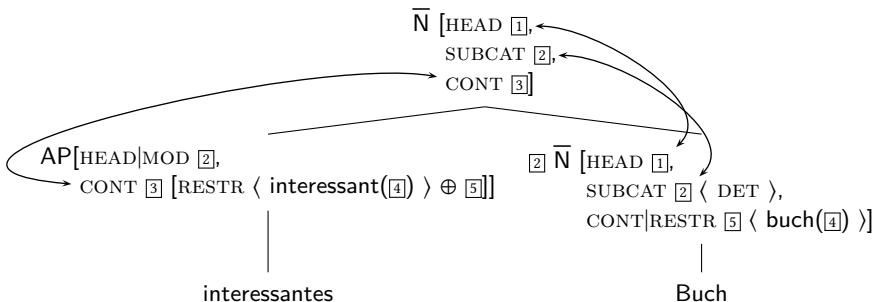 N̅ [HEAD 1,
SUBCAT 2,
CONT 3]
AP[HEAD|MOD 2,
CONT 3 [RESTR ⟨ interessant(4) ⟩ ⊕ 5]]
2 N̅ [HEAD 1,
SUBCAT 2 ⟨ DET ⟩,
CONT|RESTR 5 ⟨ buch(4) ⟩]
interessantes
Buch